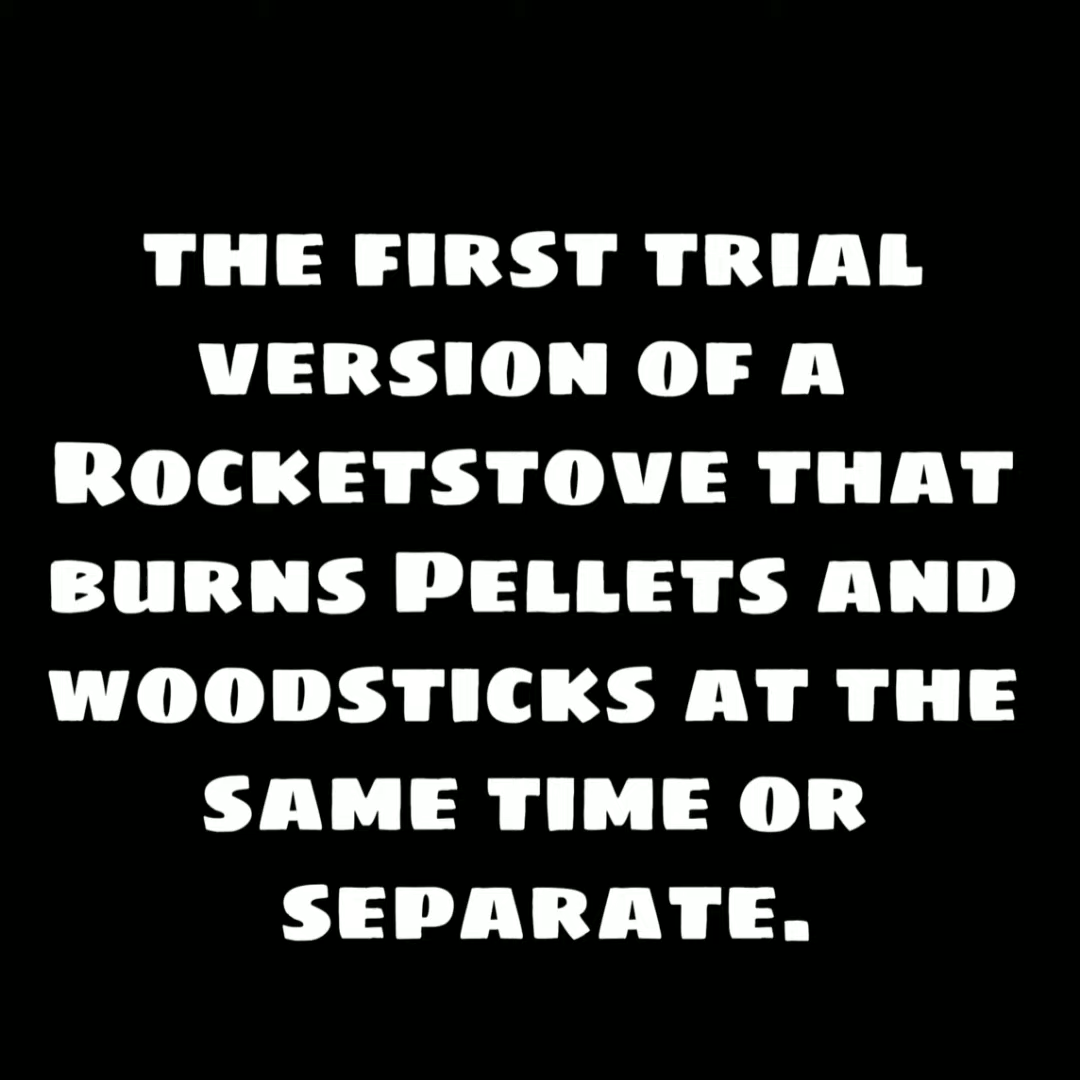 the first trial
version of a
Rocketstove that
burns Pellets and
woodsticks at the
same time or
separate.